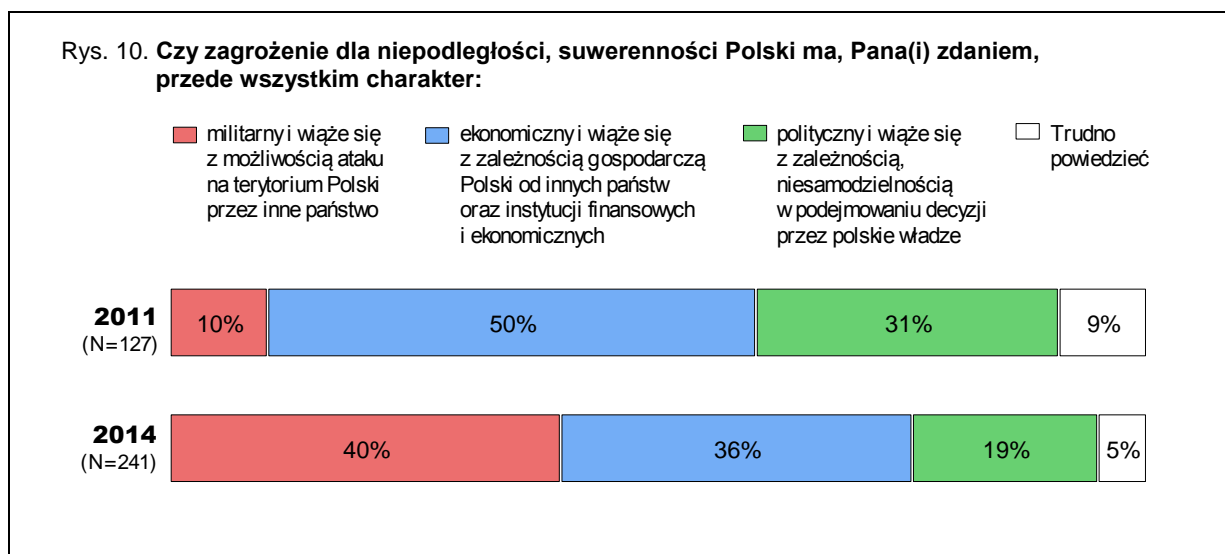 Rys. 10. Czy zagrożenie dla niepodległości, suwerenności Polski ma, Pana(i) zdaniem,
przede wszystkim charakter:
militarny i wiąże się
z możliwością ataku
na terytorium Polski
przez inne państwo
ekonomiczny i wiąże się
z zależnością gospodarczą
Polski od innych państw
oraz instytucji finansowych
i ekonomicznych
polityczny i wiąże się
z zależnością,
niesamodzielnością
w podejmowaniu decyzji
przez polskie władze
Trudno
powiedzieć
2011
(N=127)
10%
50%
31%
9%
2014
(N=241)
40%
36%
19%
5%